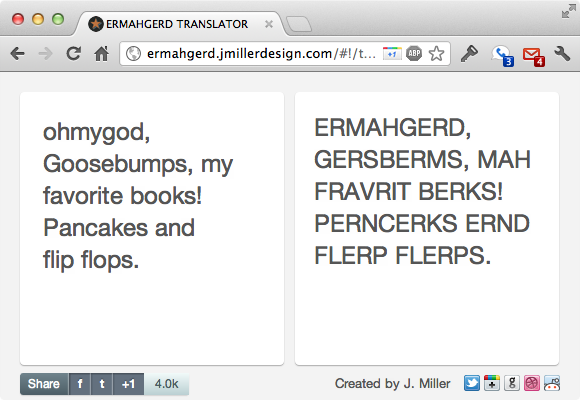 ERMAHGERD TRANSLATOR
ermahgerd.jmillerdesign.com/#!/t...
+1
ABP
3
4
ohmygod,
Goosebumps, my
favorite books!
Pancakes and
flip flops.
ERMAHGERD,
GERSBERMS, MAH
FRAVRIT BERKS!
PERNCERKS ERND
FLERP FLERPS.
Share f t +1 4.0k
Created by J. Miller
g